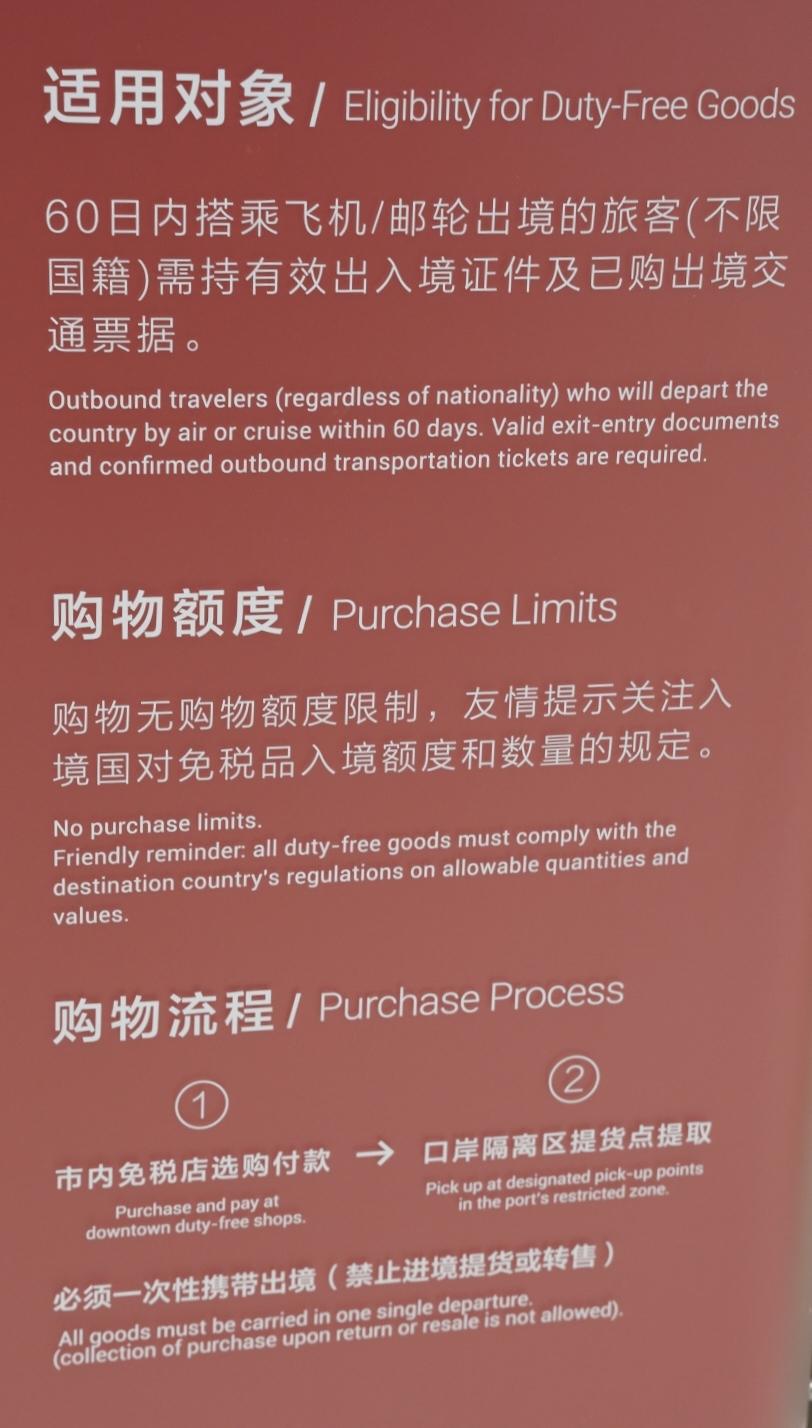 适用对象 / Eligibility for Duty-Free Goods
60日内搭乘飞机/邮轮出境的旅客(不限
国籍)需持有效出入境证件及已购出境交
通票据。
Outbound travelers (regardless of nationality) who will depart the
country by air or cruise within 60 days. Valid exit-entry documents
and confirmed outbound transportation tickets are required.
购物额度 / Purchase Limits
购物无购物额度限制，友情提示关注入
境国对免税品入境额度和数量的规定。
No purchase limits.
Friendly reminder: all duty-free goods must comply with the
destination country's regulations on allowable quantities and
values.
购物流程 / Purchase Process
① ②
市内免税店选购付款 → 口岸隔离区提货点提取
Purchase and pay at
downtown duty-free shops.
Pick up at designated pick-up points
in the port's restricted zone.
必须一次性携带出境（禁止进境提货或转售）
All goods must be carried in one single departure.
(collection of purchase upon return or resale is not allowed).